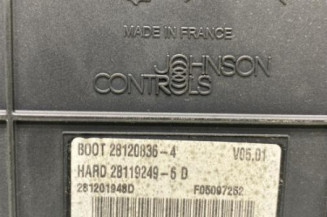 MADE IN FRANCE
JOHNSON
CONTROLS
BOOT 28120836-4 V05.01
HARD 28119249-6 D
281201948D F05097252